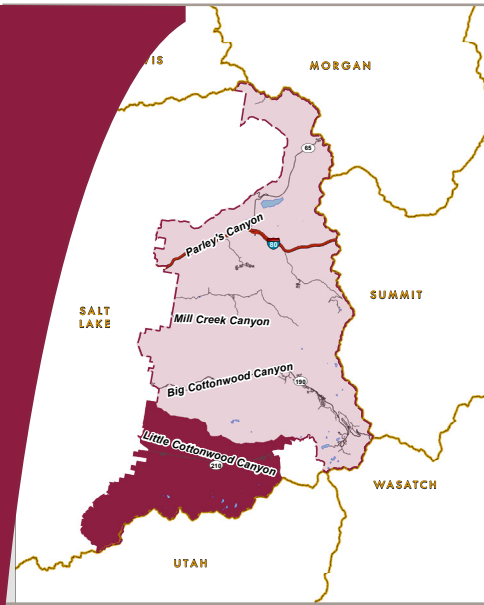 MORGAN
65
Parley's Canyon
80
SUMMIT
SALT
LAKE
Mill Creek Canyon
Big Cottonwood Canyon
190
Little Cottonwood Canyon
210
WASATCH
UTAH